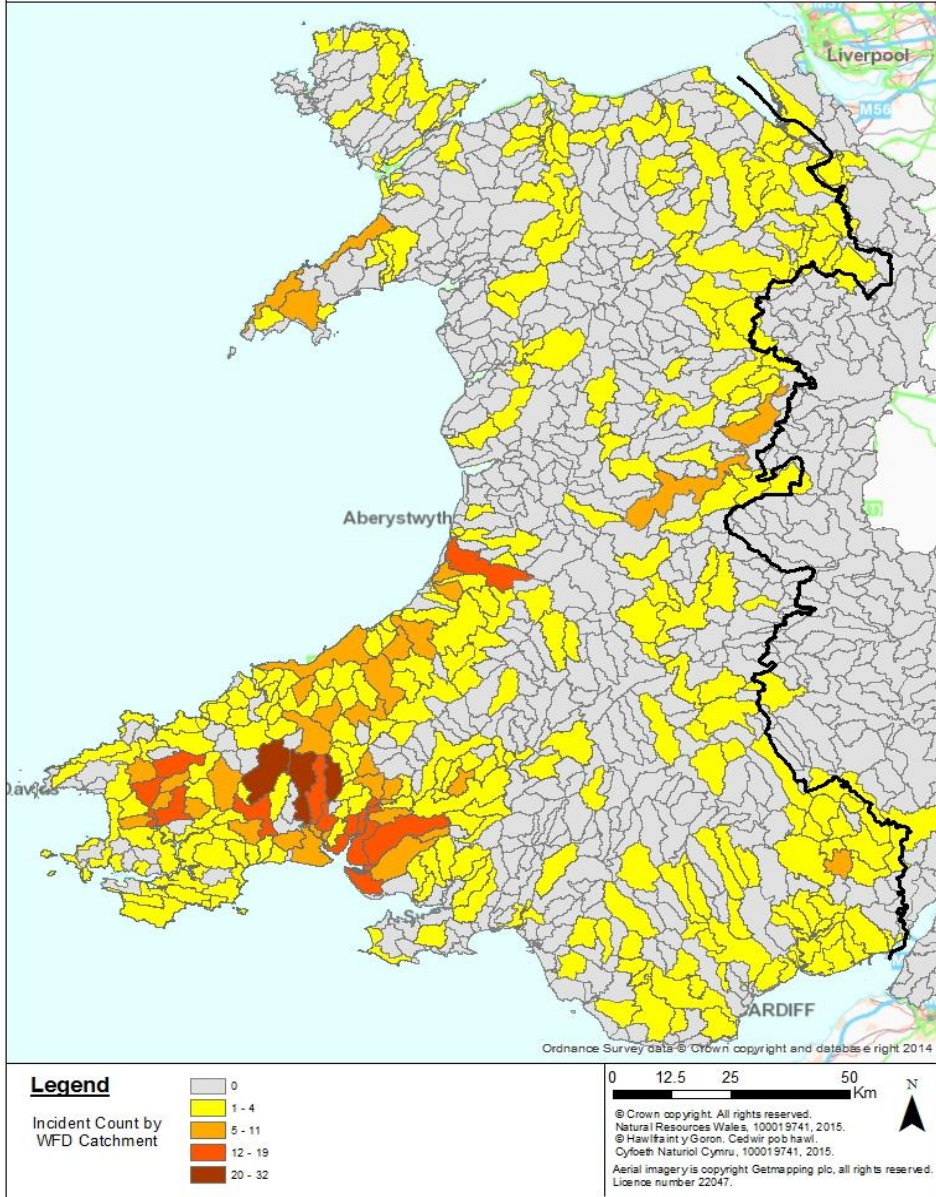 Liverpool
M56
Aberystwyth
ARDIFF
Ordnance Survey data © Crown copyright and database right 2014
Legend
Incident Count by
WFD Catchment
0
1 - 4
5 - 11
12 - 19
20 - 32
0 12.5 25 50
Km
N
© Crown copyright. All rights reserved.
Natural Resources Wales, 100019741, 2015.
© Hawlfraint y Goron. Cedwir pob hawl.
Cyfoeth Naturiol Cymru, 100019741, 2015.
Aerial imagery is copyright Getmapping plc, all rights reserved.
Licence number 22047.